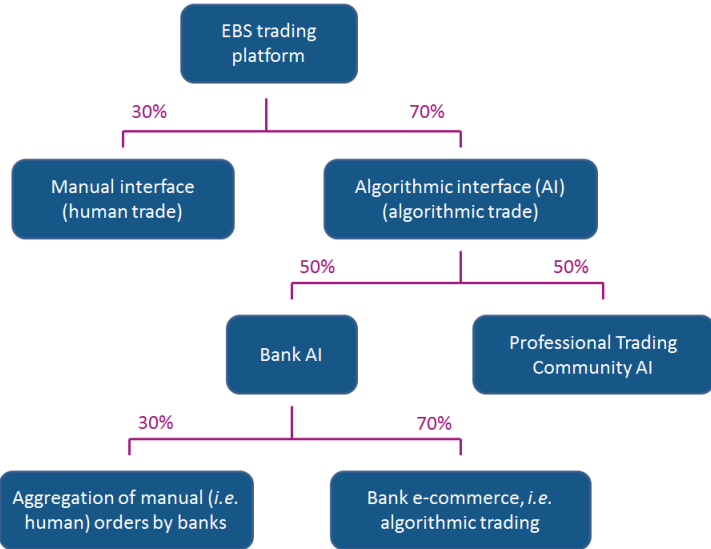 EBS trading
platform
30%
70%
Manual interface
(human trade)
Algorithmic interface (AI)
(algorithmic trade)
50%
50%
Bank AI
Professional Trading
Community AI
30%
70%
Aggregation of manual (i.e.
human) orders by banks
Bank e-commerce, i.e.
algorithmic trading